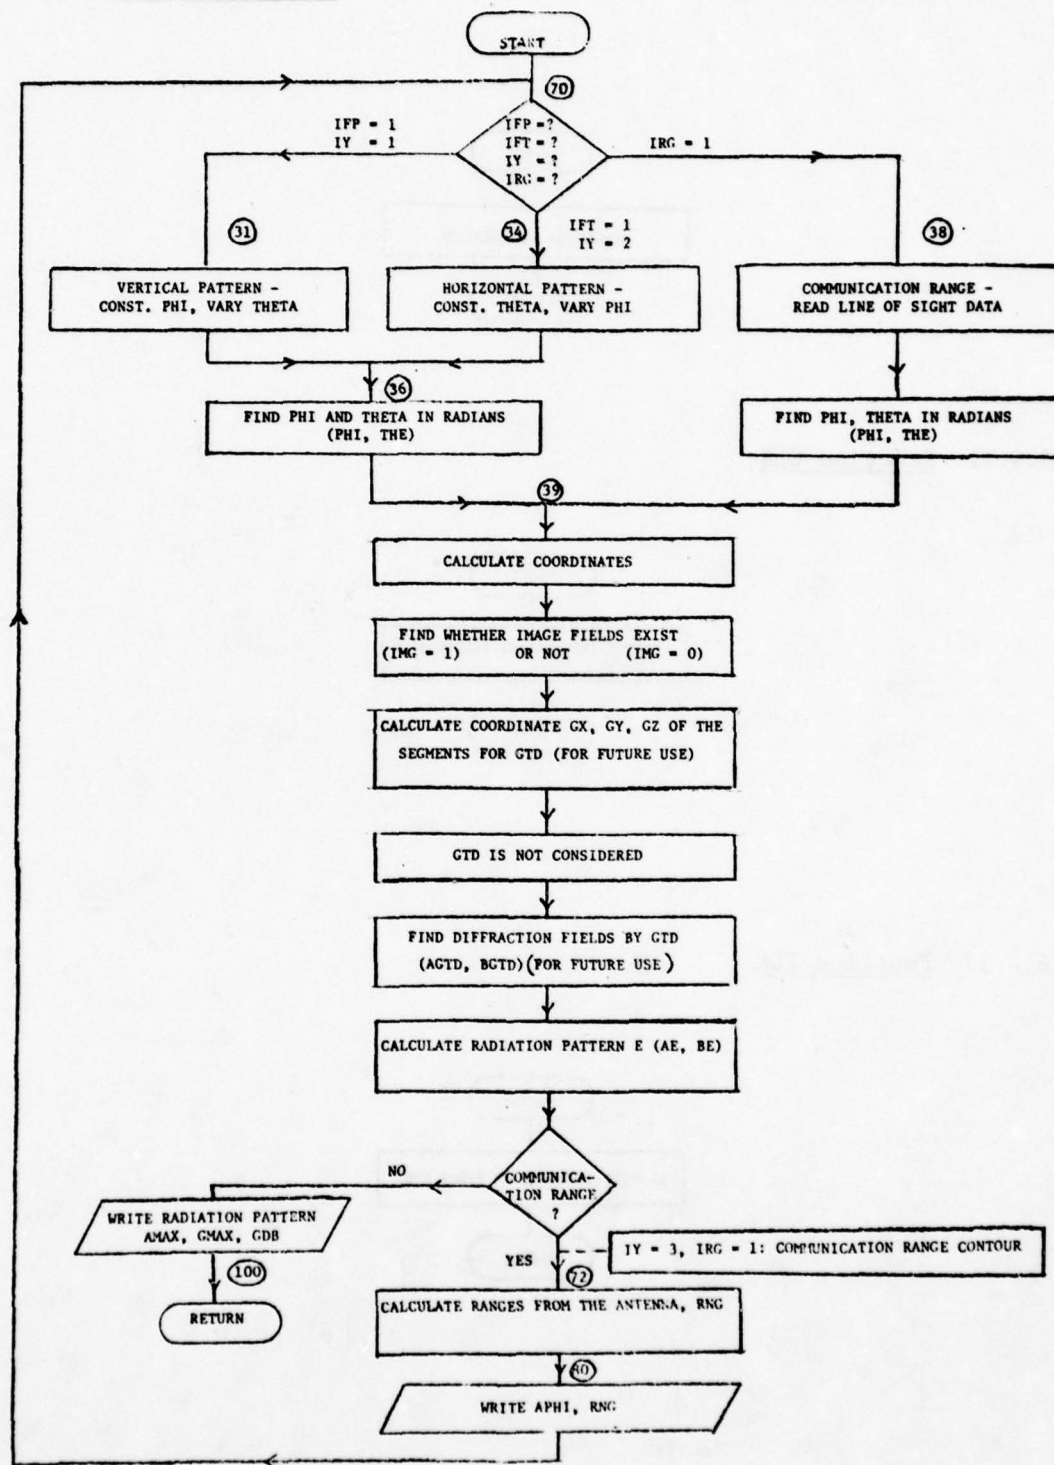 START
70
IFP = 1
IY = 1
IFP =?
IFT = ?
IY = ?
IRG = ?
IRG = 1
31
34
IFT = 1
IY = 2
38
VERTICAL PATTERN -
CONST. PHI, VARY THETA
HORIZONTAL PATTERN -
CONST. THETA, VARY PHI
COMMUNICATION RANGE -
READ LINE OF SIGHT DATA
36
FIND PHI AND THETA IN RADIANS
(PHI, THE)
FIND PHI, THETA IN RADIANS
(PHI, THE)
39
CALCULATE COORDINATES
FIND WHETHER IMAGE FIELDS EXIST
(IMG = 1) OR NOT (IMG = 0)
CALCULATE COORDINATE GX, GY, GZ OF THE
SEGMENTS FOR GTD (FOR FUTURE USE)
GTD IS NOT CONSIDERED
FIND DIFFRACTION FIELDS BY GTD
(AGTD, BGTD) (FOR FUTURE USE)
CALCULATE RADIATION PATTERN E (AE, BE)
NO
COMMUNICA-
TION RANGE
?
WRITE RADIATION PATTERN
AMAX, GMAX, GDB
YES
IY = 3, IRG = 1: COMMUNICATION RANGE CONTOUR
100
72
RETURN
CALCULATE RANGES FROM THE ANTENNA, RNG
80
WRITE APHI, RNG